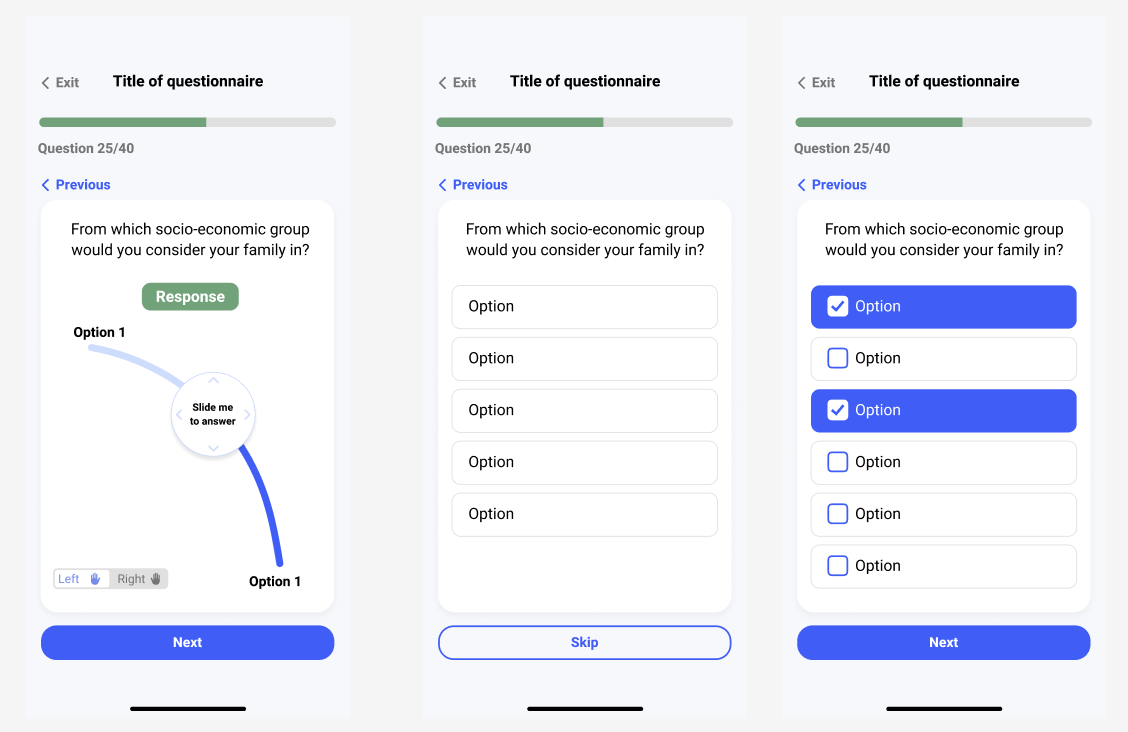 Exit
Title of questionnaire
Question 25/40
Previous
From which socio-economic group
would you consider your family in?
Response
Option 1
Slide me
to answer
Left
Right
Option 1
Next
Exit
Title of questionnaire
Question 25/40
Previous
From which socio-economic group
would you consider your family in?
Option
Option
Option
Option
Option
Skip
Exit
Title of questionnaire
Question 25/40
Previous
From which socio-economic group
would you consider your family in?
Option
Option
Option
Option
Option
Option
Next